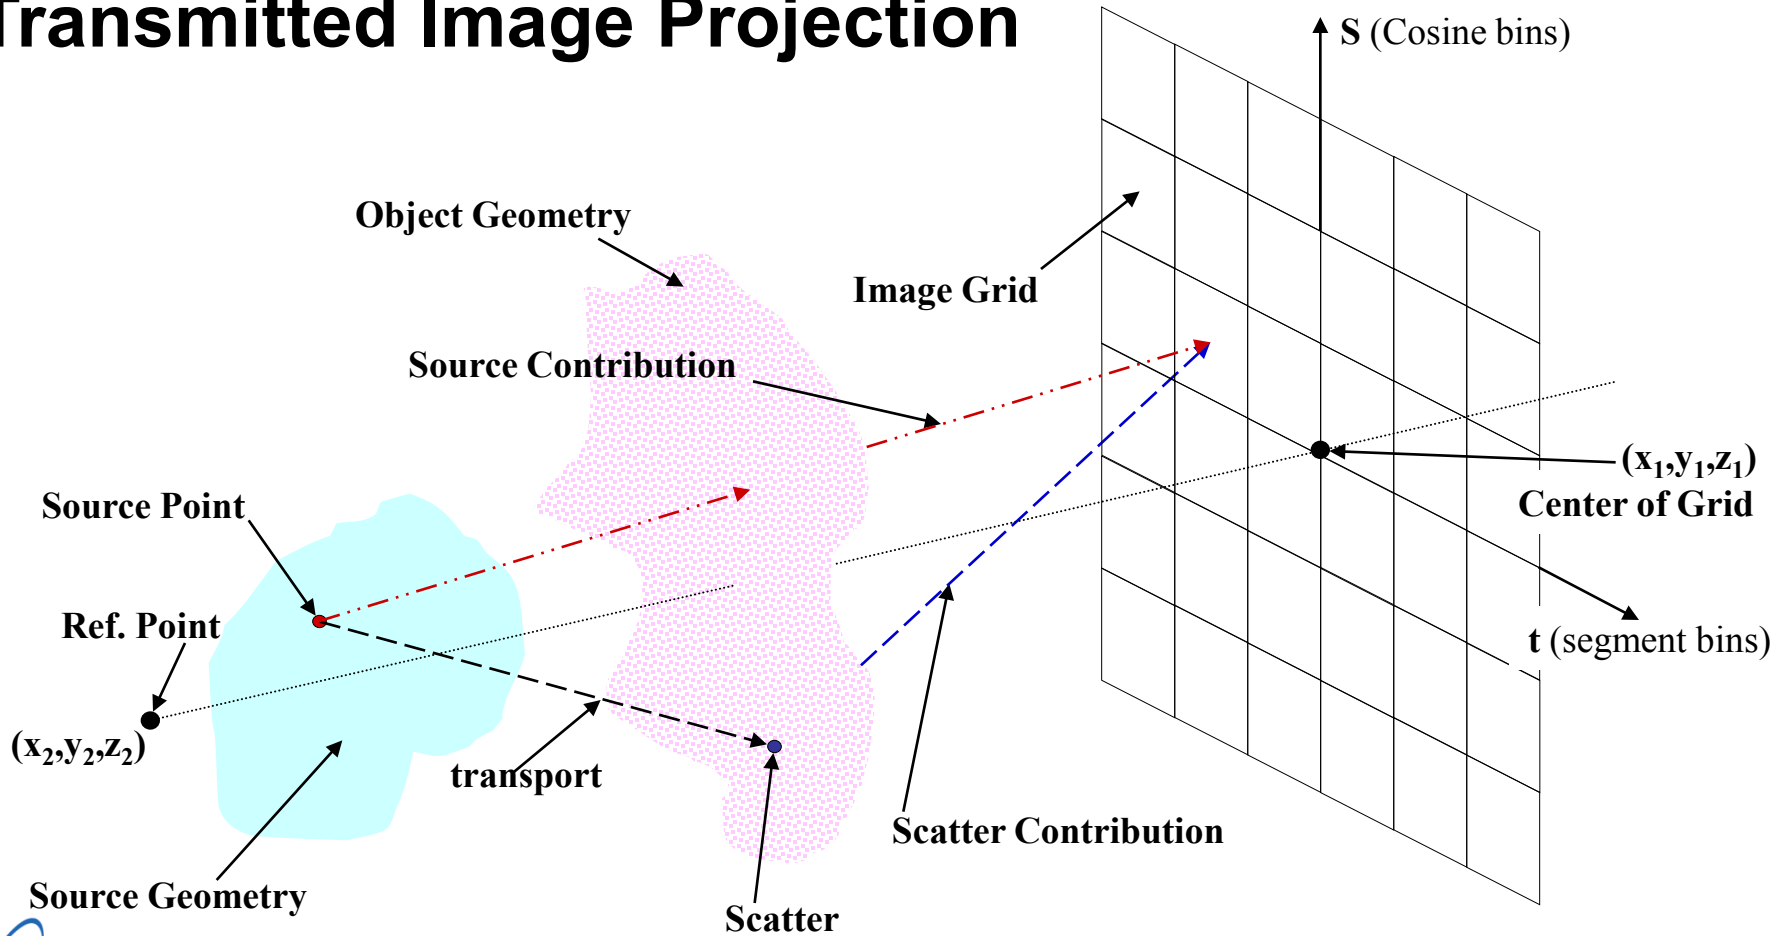 Transmitted Image Projection
S (Cosine bins)
Object Geometry
Image Grid
Source Contribution
(x₁,y₁,z₁)
Center of Grid
Source Point
Ref. Point
t (segment bins)
(x₂,y₂,z₂)
transport
Scatter Contribution
Source Geometry
Scatter